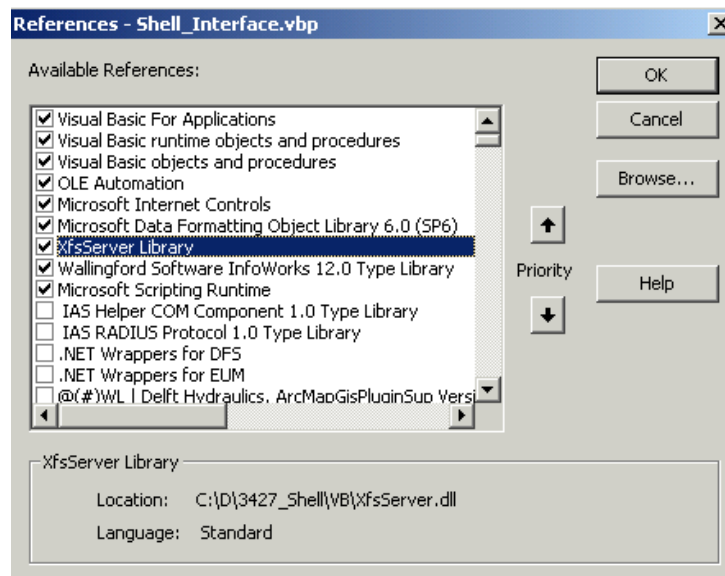 References - Shell_Interface.vbp
Available References:
Visual Basic For Applications
Visual Basic runtime objects and procedures
Visual Basic objects and procedures
OLE Automation
Microsoft Internet Controls
Microsoft Data Formatting Object Library 6.0 (SP6)
XfsServer Library
Wallingford Software InfoWorks 12.0 Type Library
Microsoft Scripting Runtime
IAS Helper COM Component 1.0 Type Library
IAS RADIUS Protocol 1.0 Type Library
.NET Wrappers for DFS
.NET Wrappers for EUM
@(#)WL | Delft Hydraulics, ArcMapGisPluginSup Versi
OK
Cancel
Browse...
Priority
Help
XfsServer Library
Location: C:\D\3427_Shell\VB\XfsServer.dll
Language: Standard